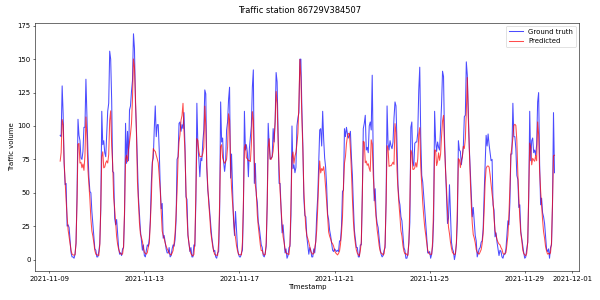 Traffic station 86729V384507
Ground truth
Predicted
Traffic volume
175
150
125
100
75
50
25
0
2021-11-09 2021-11-13 2021-11-17 2021-11-21 2021-11-25 2021-11-29 2021-12-01
Timestamp